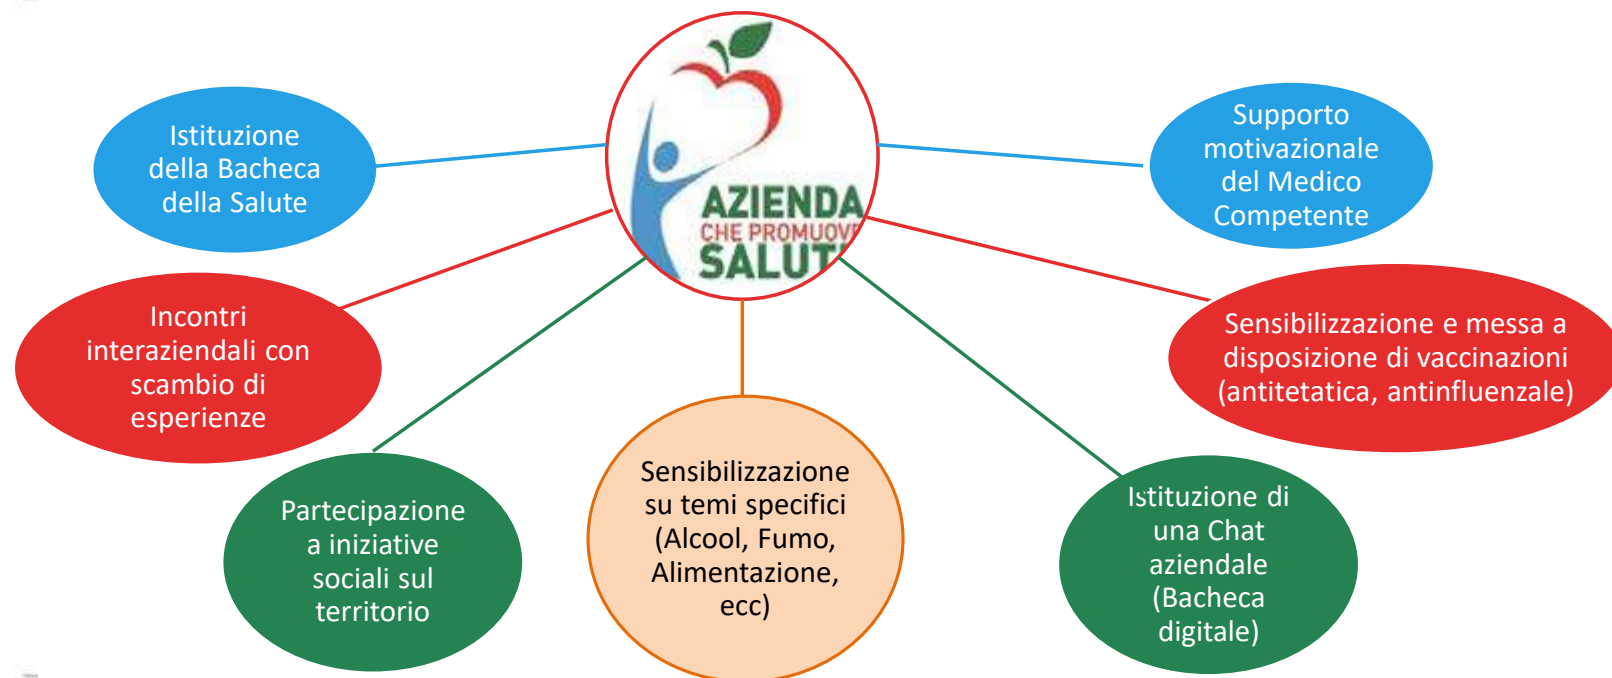 AZIENDA
CHE PROMUOVE
SALUT
Istituzione
della Bacheca
della Salute
Supporto
motivazionale
del Medico
Competente
Incontri
interaziendali con
scambio di
esperienze
Sensibilizzazione e messa a
disposizione di vaccinazioni
(antitetatica, antinfluenzale)
Partecipazione
a iniziative
sociali sul
territorio
Sensibilizzazione
su temi specifici
(Alcool, Fumo,
Alimentazione,
ecc)
Istituzione di
una Chat
aziendale
(Bacheca
digitale)